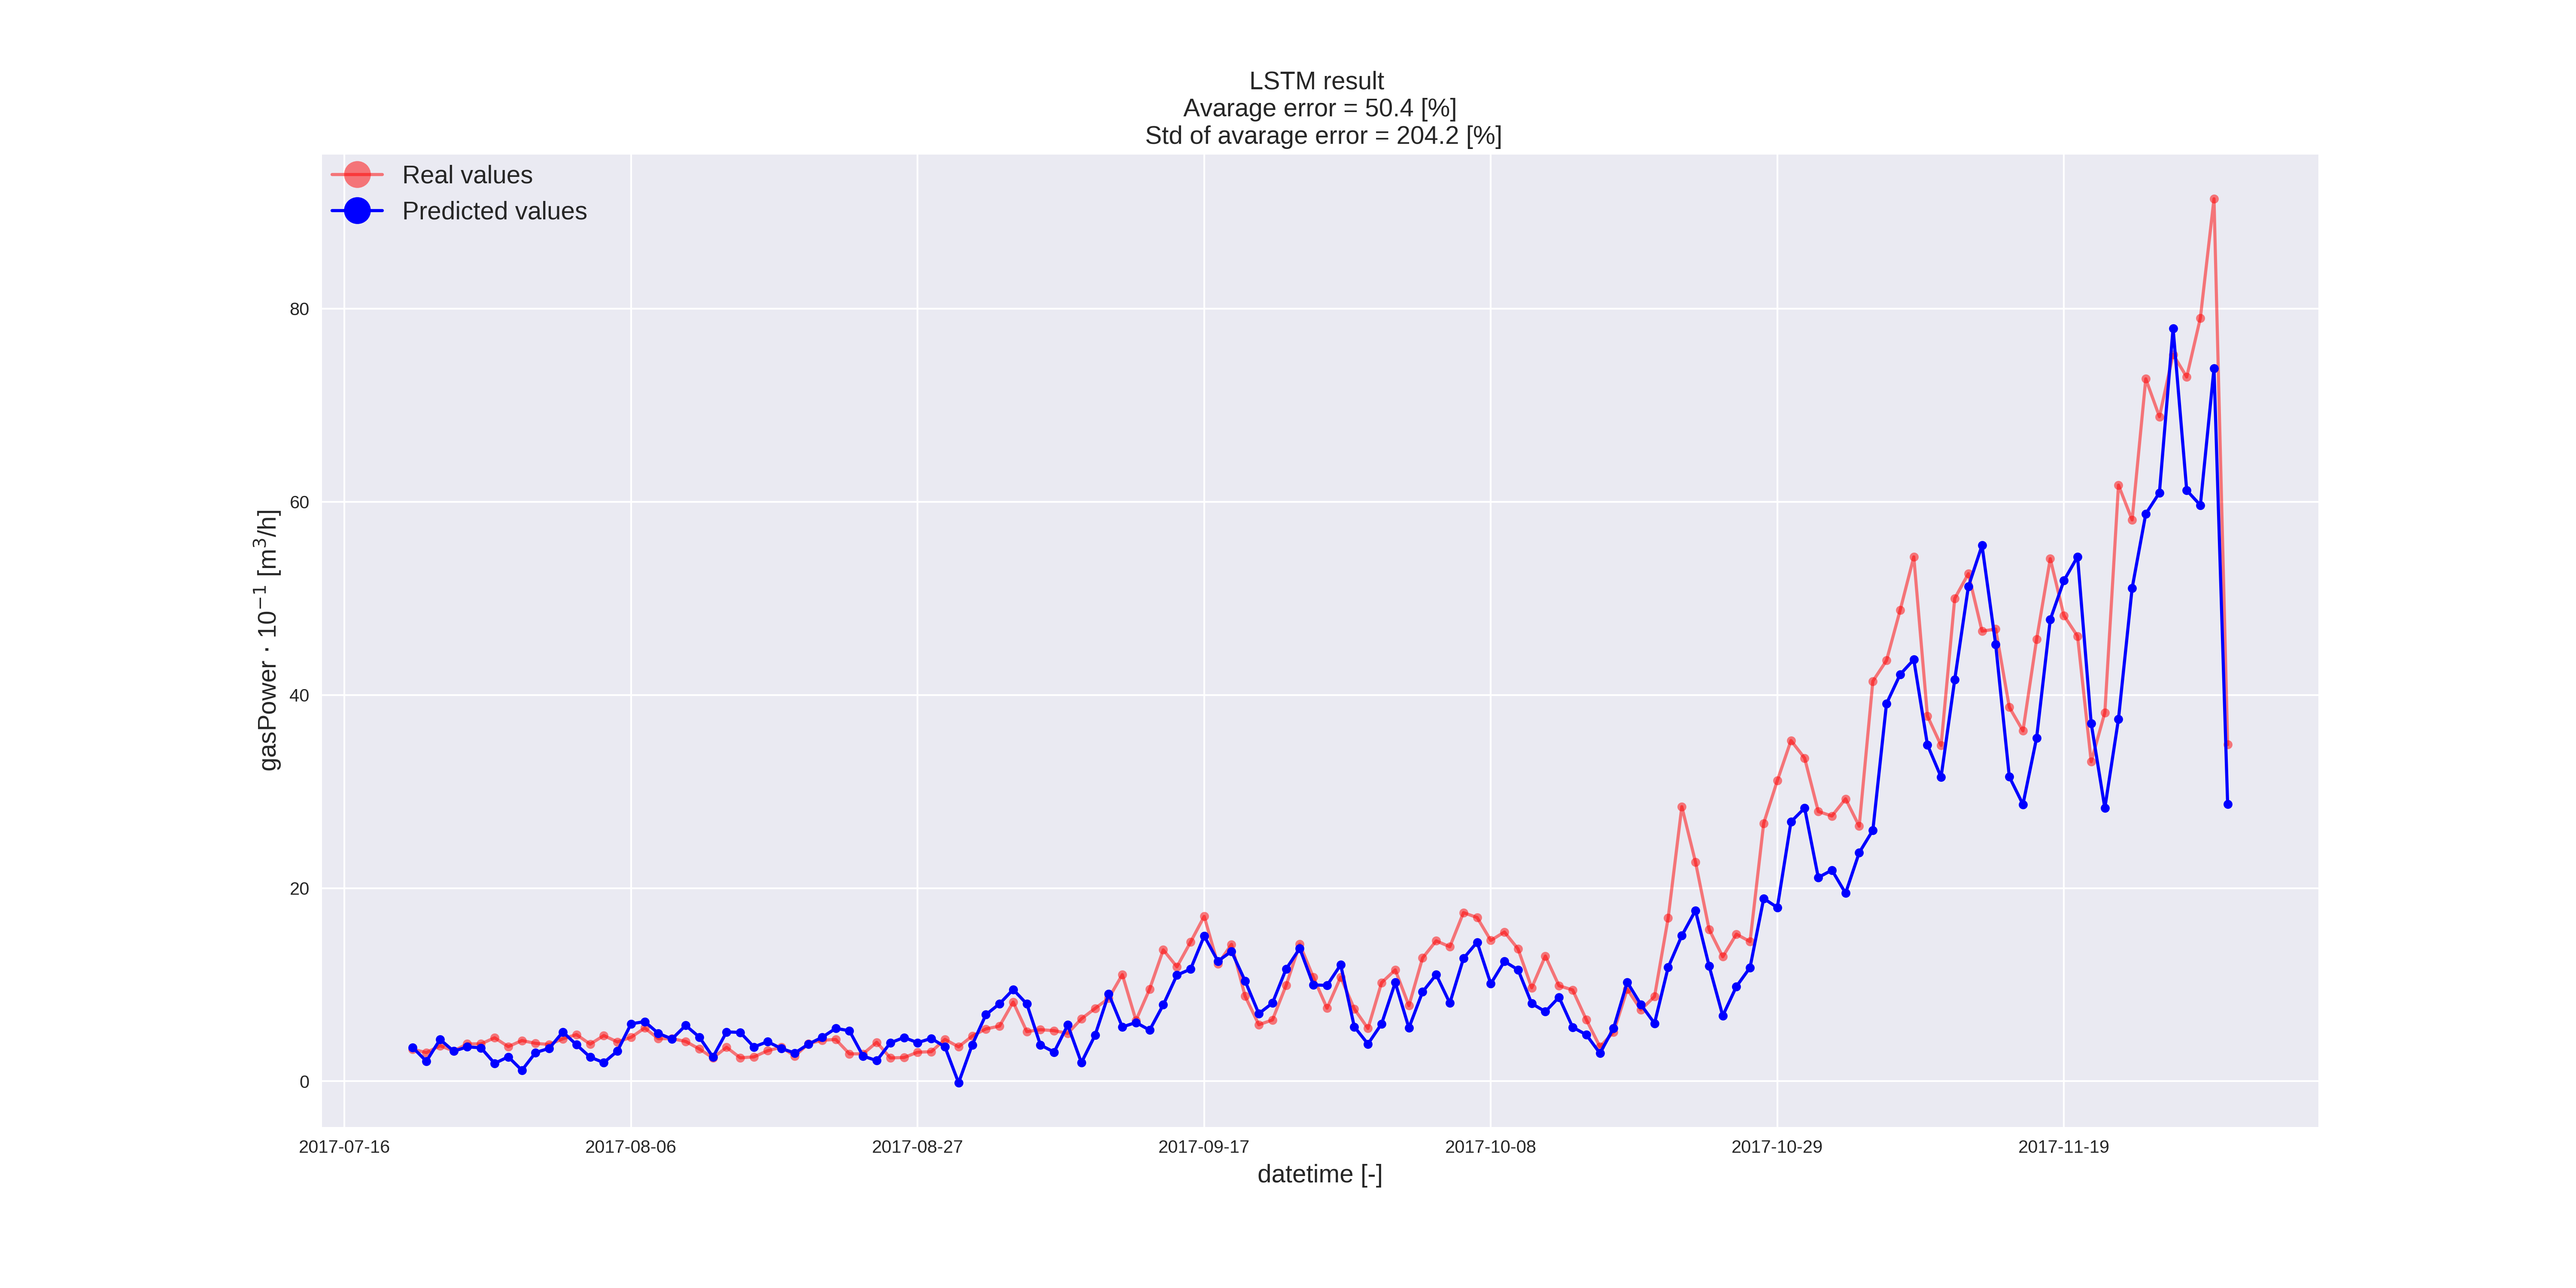 LSTM result
Avarage error = 50.4 [%]
Std of avarage error = 204.2 [%]
Real values
Predicted values
80
60
40
20
0
gasPower · 10⁻¹ [m³/h]
2017-07-16 2017-08-06 2017-08-27 2017-09-17 2017-10-08 2017-10-29 2017-11-19
datetime [-]